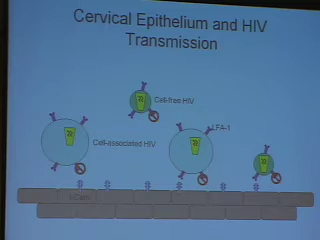 Cervical Epithelium and HIV
Transmission
Cell-free HIV
LFA-1
Cell-associated HIV